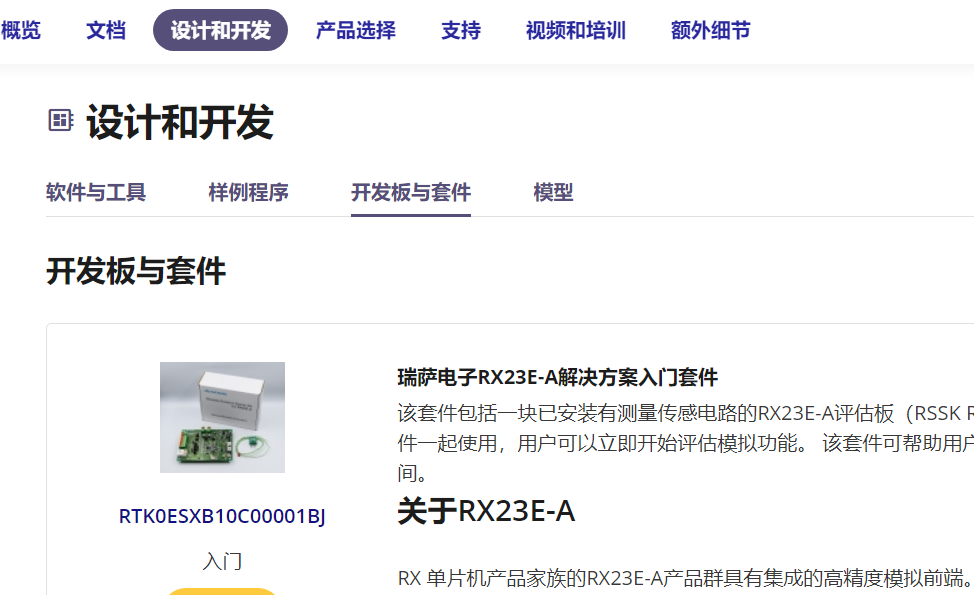 概览 文档 设计和开发 产品选择 支持 视频和培训 额外细节
设计和开发
软件与工具 样例程序 开发板与套件 模型
开发板与套件
瑞萨电子RX23E-A解决方案入门套件
该套件包括一块已安装有测量传感电路的RX23E-A评估板（RSSK R
件一起使用，用户可以立即开始评估模拟功能。 该套件可帮助用户
间。
RTK0ESXB10C00001BJ
关于RX23E-A
入门
RX 单片机产品家族的RX23E-A产品群具有集成的高精度模拟前端。